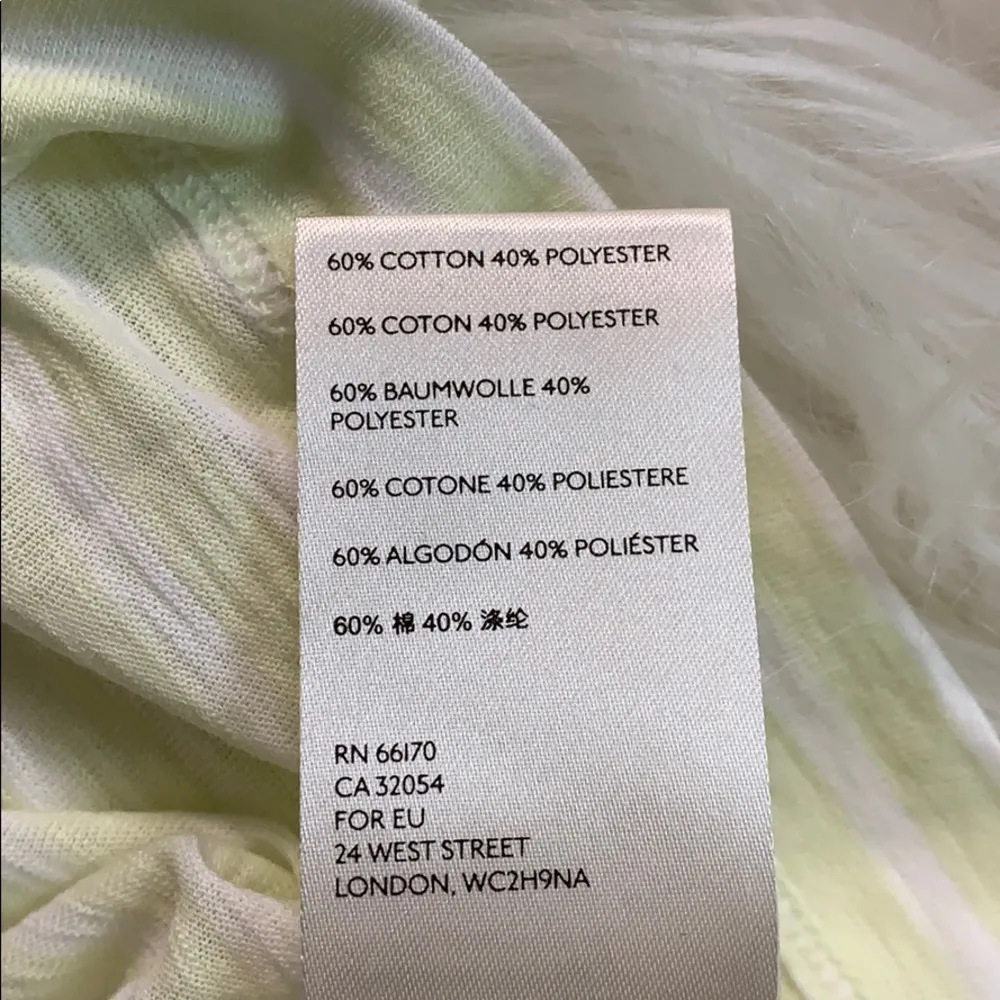 60% COTTON 40% POLYESTER
60% COTON 40% POLYESTER
60% BAUMWOLLE 40%
POLYESTER
60% COTONE 40% POLIESTERE
60% ALGODÓN 40% POLIÉSTER
60% 棉 40% 涤纶
RN 66170
CA 32054
FOR EU
24 WEST STREET
LONDON, WC2H9NA